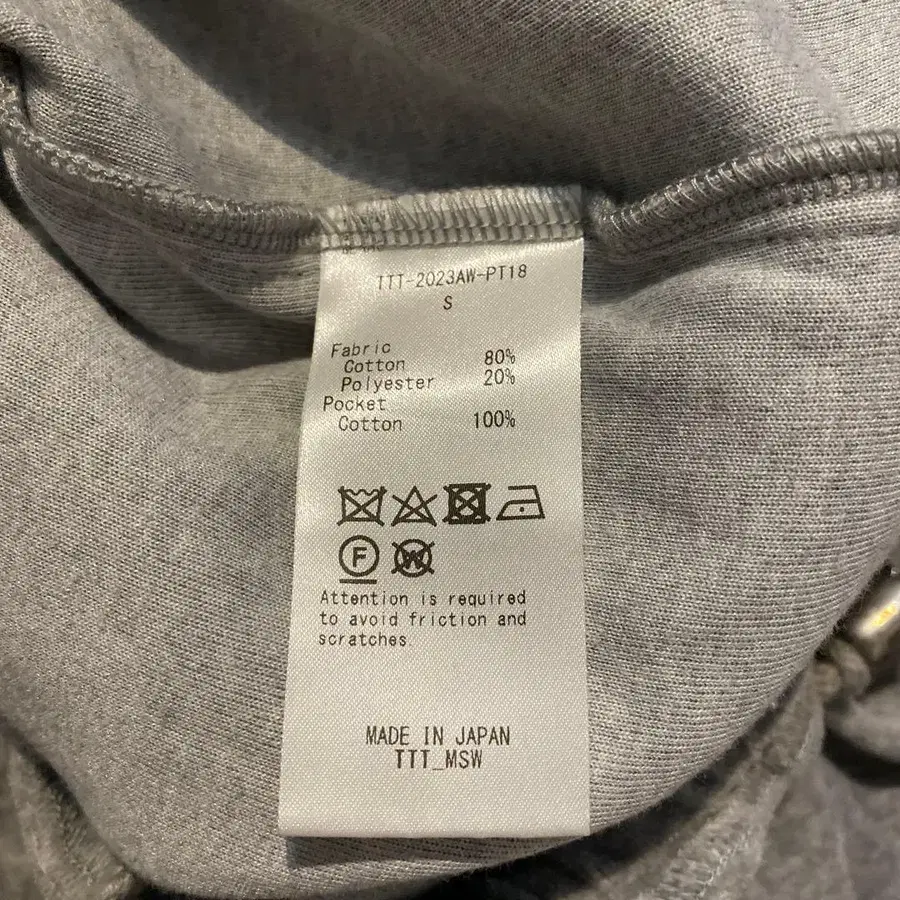 TTT-2023AW-PT18
S
Fabric
Cotton 80%
Polyester 20%
Pocket
Cotton 100%
F W
Attention is required
to avoid friction and
scratches.
MADE IN JAPAN
TTT_MSW